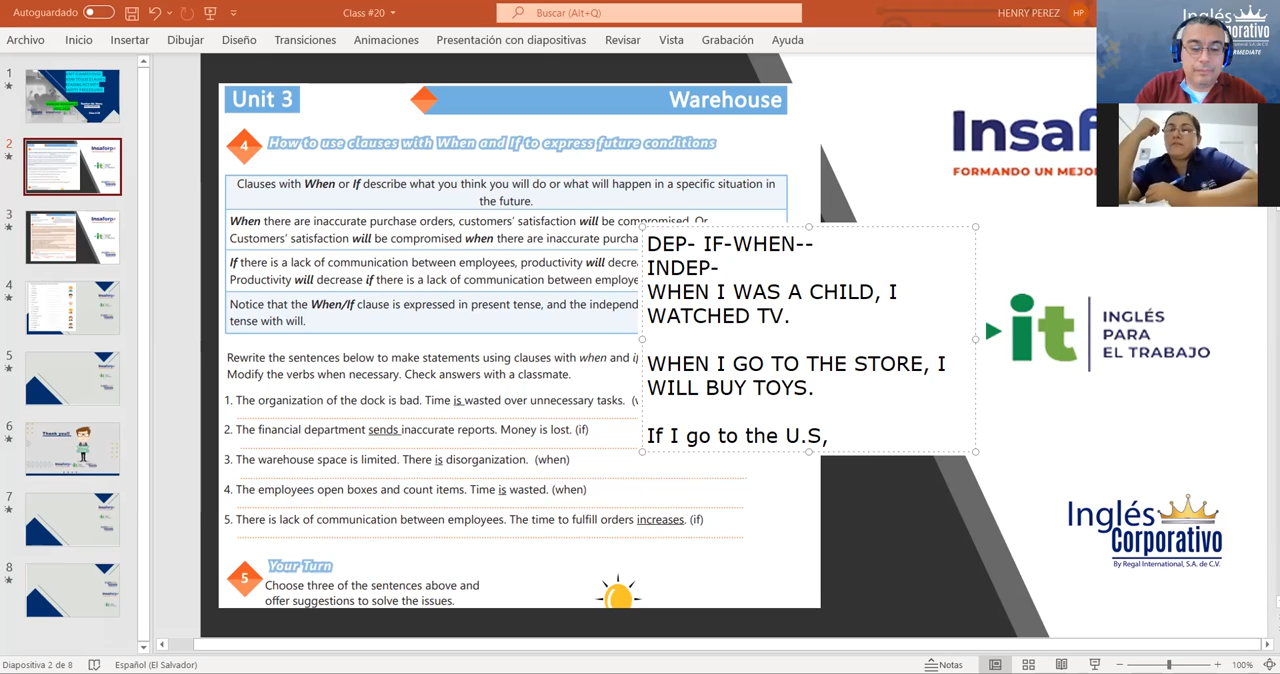 Autoguardado
Class #20
Buscar (Alt+Q)
HENRY PEREZ
HP
Archivo Inicio Insertar Dibujar Diseño Transiciones Animaciones Presentación con diapositivas Revisar Vista Grabación Ayuda
1
2
3
4
5
6
7
8
Unit 3
Warehouse
4
How to use clauses with When and If to express future conditions
Clauses with When or If describe what you think you will do or what will happen in a specific situation in
the future.
When there are inaccurate purchase orders, customers' satisfaction will be compromised. Or
Customers' satisfaction will be compromised when there are inaccurate purcha
If there is a lack of communication between employees, productivity will decre
Productivity will decrease if there is a lack of communication between employe
Notice that the When/If clause is expressed in present tense, and the independ
tense with will.
Rewrite the sentences below to make statements using clauses with when and i
Modify the verbs when necessary. Check answers with a classmate.
1. The organization of the dock is bad. Time is wasted over unnecessary tasks.
2. The financial department sends inaccurate reports. Money is lost. (if)
3. The warehouse space is limited. There is disorganization. (when)
4. The employees open boxes and count items. Time is wasted. (when)
5. There is lack of communication between employees. The time to fulfill orders increases. (if)
5
Your Turn
Choose three of the sentences above and
offer suggestions to solve the issues.
DEP- IF-WHEN--
INDEP-
WHEN I WAS A CHILD, I
WATCHED TV.
WHEN I GO TO THE STORE, I
WILL BUY TOYS.
If I go to the U.S,
Insaf
FORMANDO UN MEJO
it
INGLÉS
PARA
EL TRABAJO
Inglés
Corporativo
By Regal International, S.A. de C.V.
Inglés
Corporativo
Diapositiva 2 de 8
Español (El Salvador)
Notas
100%